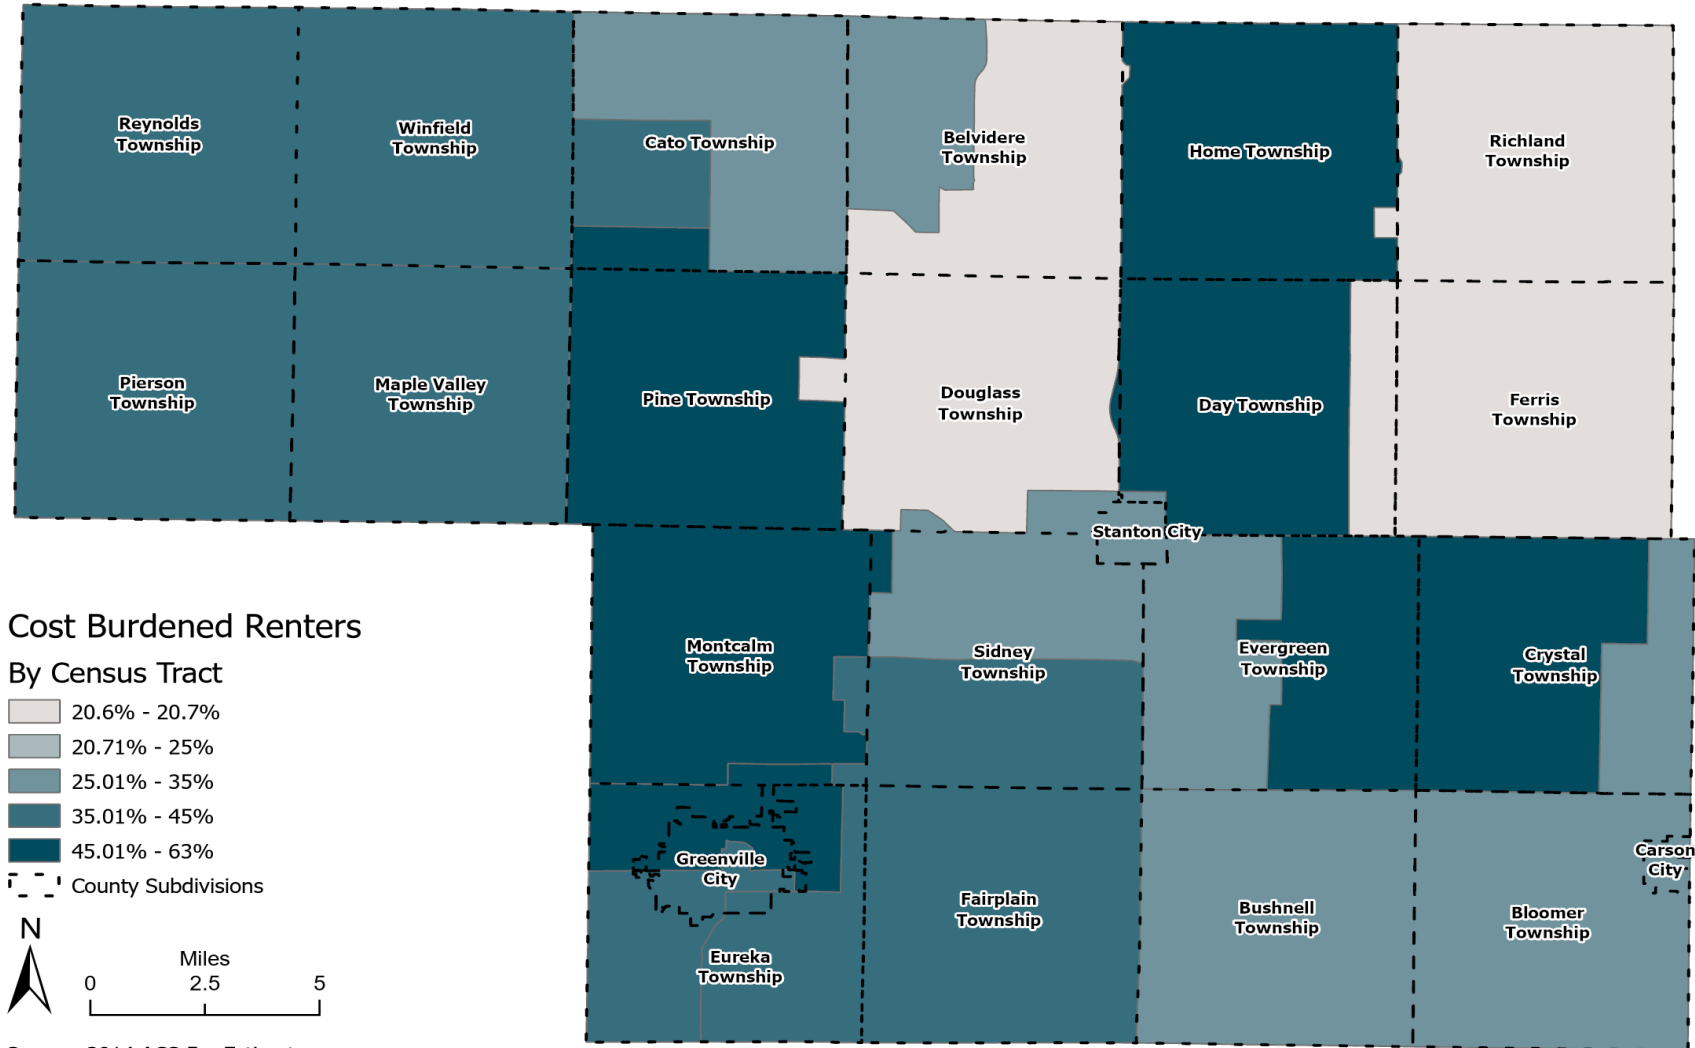 Reynolds
Township
Winfield
Township
Cato Township
Belvidere
Township
Home Township
Richland
Township
Pierson
Township
Maple Valley
Township
Pine Township
Douglass
Township
Day Township
Ferris
Township
Stanton City
Montcalm
Township
Sidney
Township
Evergreen
Township
Crystal
Township
Greenville
City
Carson
City
Fairplain
Township
Bushnell
Township
Bloomer
Township
Eureka
Township
Cost Burdened Renters
By Census Tract
20.6% - 20.7%
20.71% - 25%
25.01% - 35%
35.01% - 45%
45.01% - 63%
County Subdivisions
N
Miles
0 2.5 5